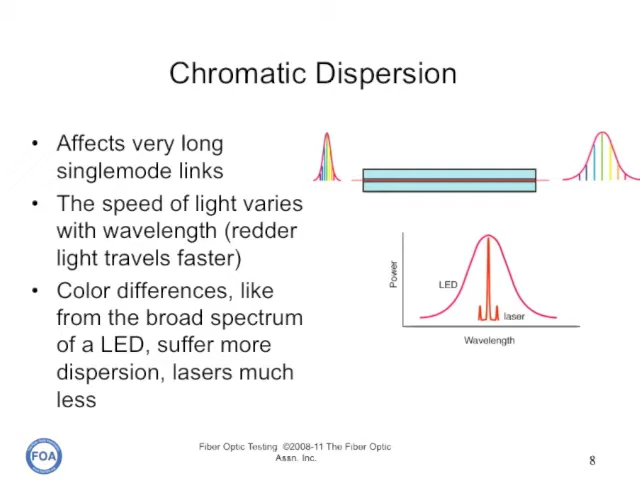 Chromatic Dispersion
• Affects very long
singlemode links
• The speed of light varies
with wavelength (redder
light travels faster)
• Color differences, like
from the broad spectrum
of a LED, suffer more
dispersion, lasers much
less
Power
LED
laser
Wavelength
FOA
Fiber Optic Testing ©2008-11 The Fiber Optic
Assn. Inc.
8